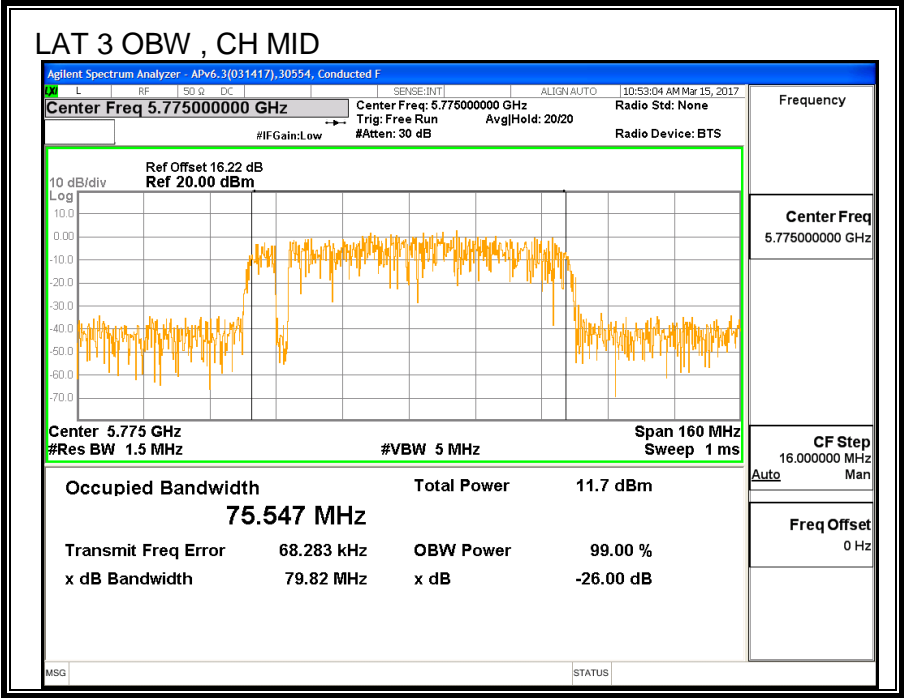 LAT 3 OBW , CH MID
Agilent Spectrum Analyzer - APv6.3(031417),30554, Conducted F
LXI L RF 50 Ω DC SENSE:INT ALIGN AUTO 10:53:04 AM Mar 15, 2017
Center Freq 5.775000000 GHz
Center Freq: 5.775000000 GHz
Radio Std: None
Trig: Free Run Avg|Hold: 20/20
#IFGain:Low
#Atten: 30 dB
Radio Device: BTS
Frequency
Ref Offset 16.22 dB
10 dB/div
Ref 20.00 dBm
Log
10.0
0.00
-10.0
-20.0
-30.0
-40.0
-50.0
-60.0
-70.0
Center 5.775 GHz
Span 160 MHz
#Res BW 1.5 MHz
#VBW 5 MHz
Sweep 1 ms
Center Freq
5.775000000 GHz
CF Step
16.000000 MHz
Auto Man
Freq Offset
0 Hz
Occupied Bandwidth
75.547 MHz
Total Power 11.7 dBm
Transmit Freq Error 68.283 kHz
OBW Power 99.00 %
x dB Bandwidth 79.82 MHz
x dB -26.00 dB
MSG
STATUS